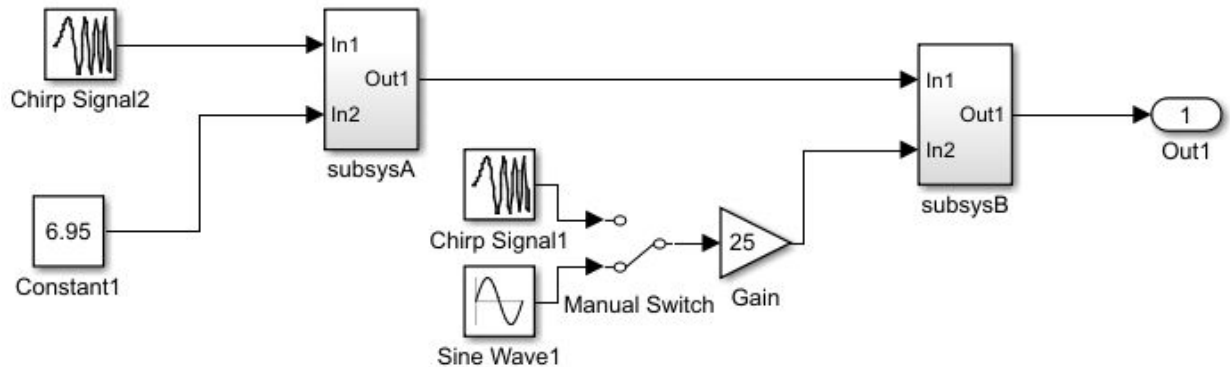 Chirp Signal2
In1
In2
Out1
subsysA
6.95
Constant1
Chirp Signal1
Sine Wave1
Manual Switch
25
Gain
In1
In2
Out1
subsysB
1
Out1